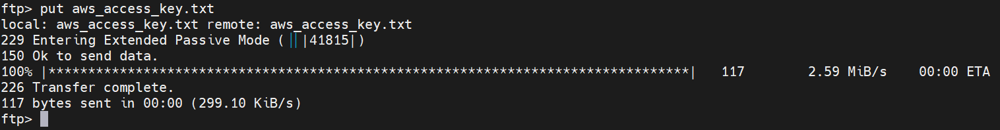 ftp> put aws_access_key.txt
local: aws_access_key.txt remote: aws_access_key.txt
229 Entering Extended Passive Mode (|||41815|)
150 Ok to send data.
100% |*********************************************************************************| 117 2.59 MiB/s 00:00 ETA
226 Transfer complete.
117 bytes sent in 00:00 (299.10 KiB/s)
ftp>